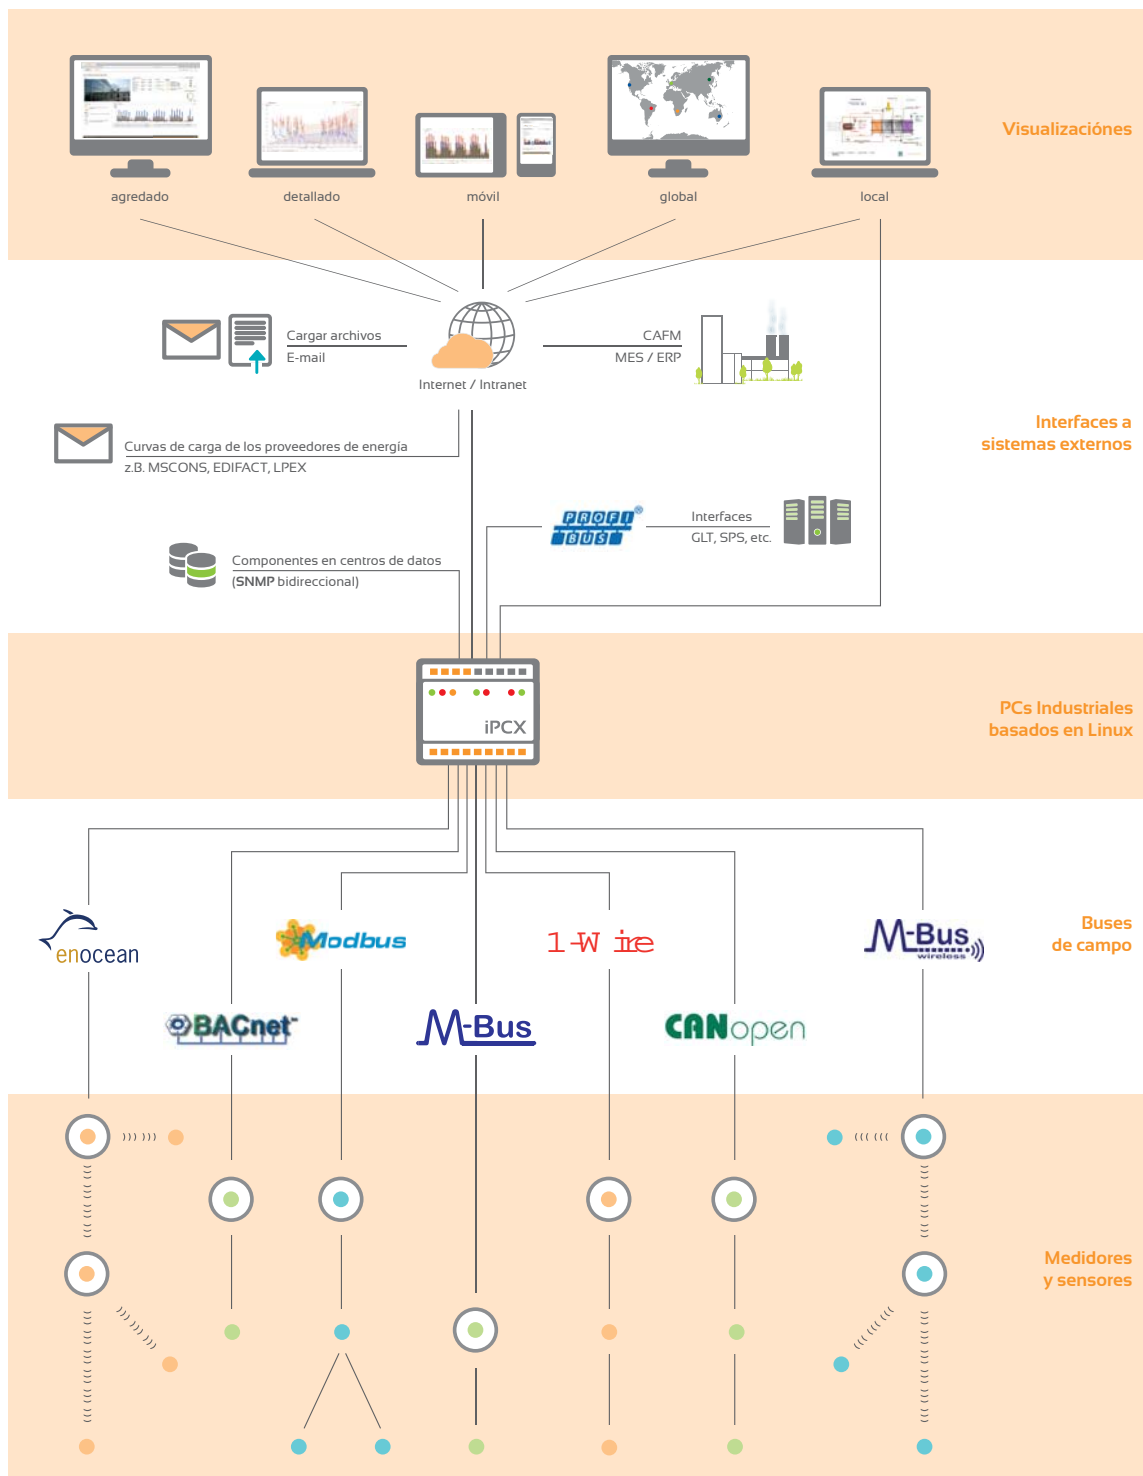 Visualizaciónes
agredado
detallado
móvil
global
local
Cargar archivos
E-mail
Internet / Intranet
CAFM
MES / ERP
Interfaces a
sistemas externos
Curvas de carga de los proveedores de energía
z.B. MSCONS, EDIFACT, LPEX
PROFI
BUS
Interfaces
GLT, SPS, etc.
Componentes en centros de datos
(SNMP bidireccional)
iPCX
PCs Industriales
basados en Linux
Buses
de campo
enocean
Modbus
1-Wire
M-Bus
wireless
BACnet™
M-Bus
CANopen
Medidores
y sensores